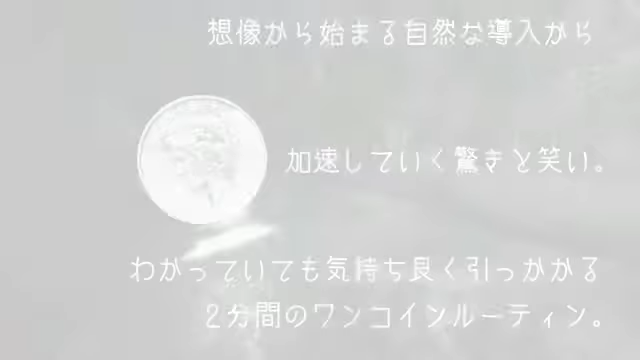 想像から始まる自然な導入から
加速していく驚きと笑い。
わかっていても気持ち良く引っかかる
2分間のワンコインルーティン。